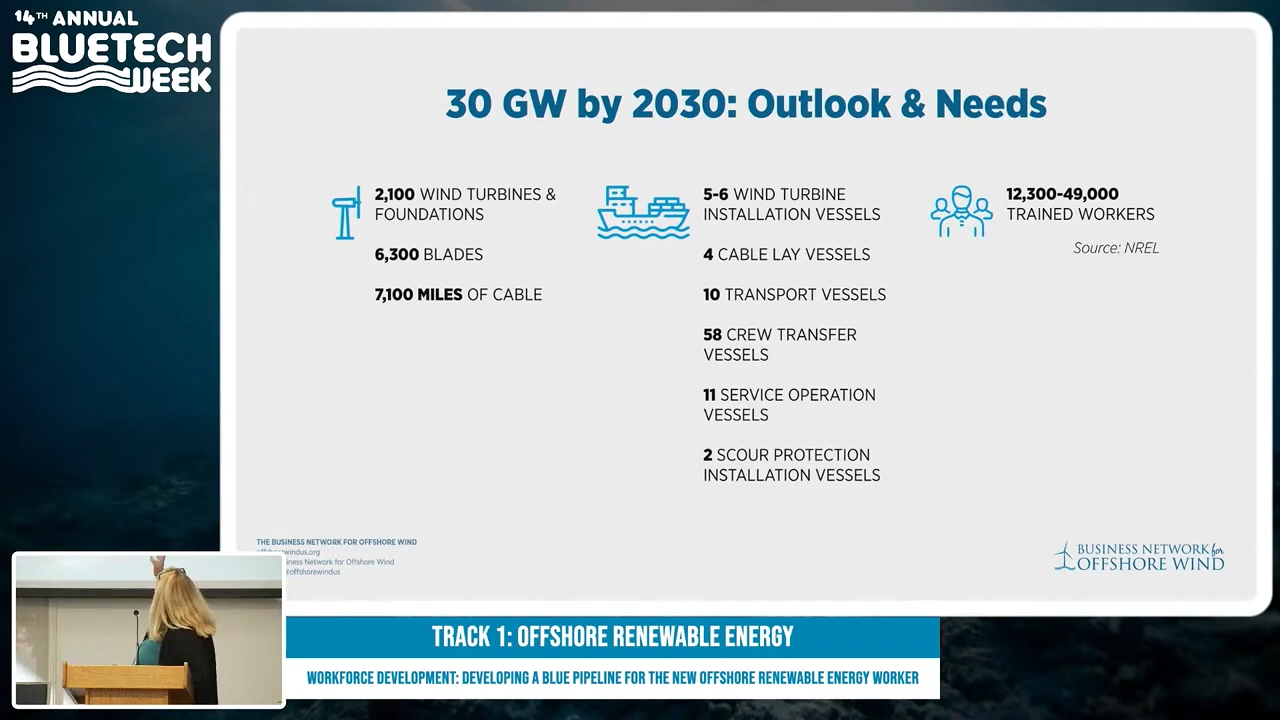 14TH ANNUAL
BLUETECH
WEEK
30 GW by 2030: Outlook & Needs
2,100 WIND TURBINES &
FOUNDATIONS
6,300 BLADES
7,100 MILES OF CABLE
5-6 WIND TURBINE
INSTALLATION VESSELS
4 CABLE LAY VESSELS
10 TRANSPORT VESSELS
58 CREW TRANSFER
VESSELS
11 SERVICE OPERATION
VESSELS
2 SCOUR PROTECTION
INSTALLATION VESSELS
12,300-49,000
TRAINED WORKERS
Source: NREL
THE BUSINESS NETWORK FOR OFFSHORE WIND
offshorewindus.org
Network for Offshore Wind
@offshorewindus
BUSINESS NETWORK for
OFFSHORE WIND
TRACK 1: OFFSHORE RENEWABLE ENERGY
WORKFORCE DEVELOPMENT: DEVELOPING A BLUE PIPELINE FOR THE NEW OFFSHORE RENEWABLE ENERGY WORKER